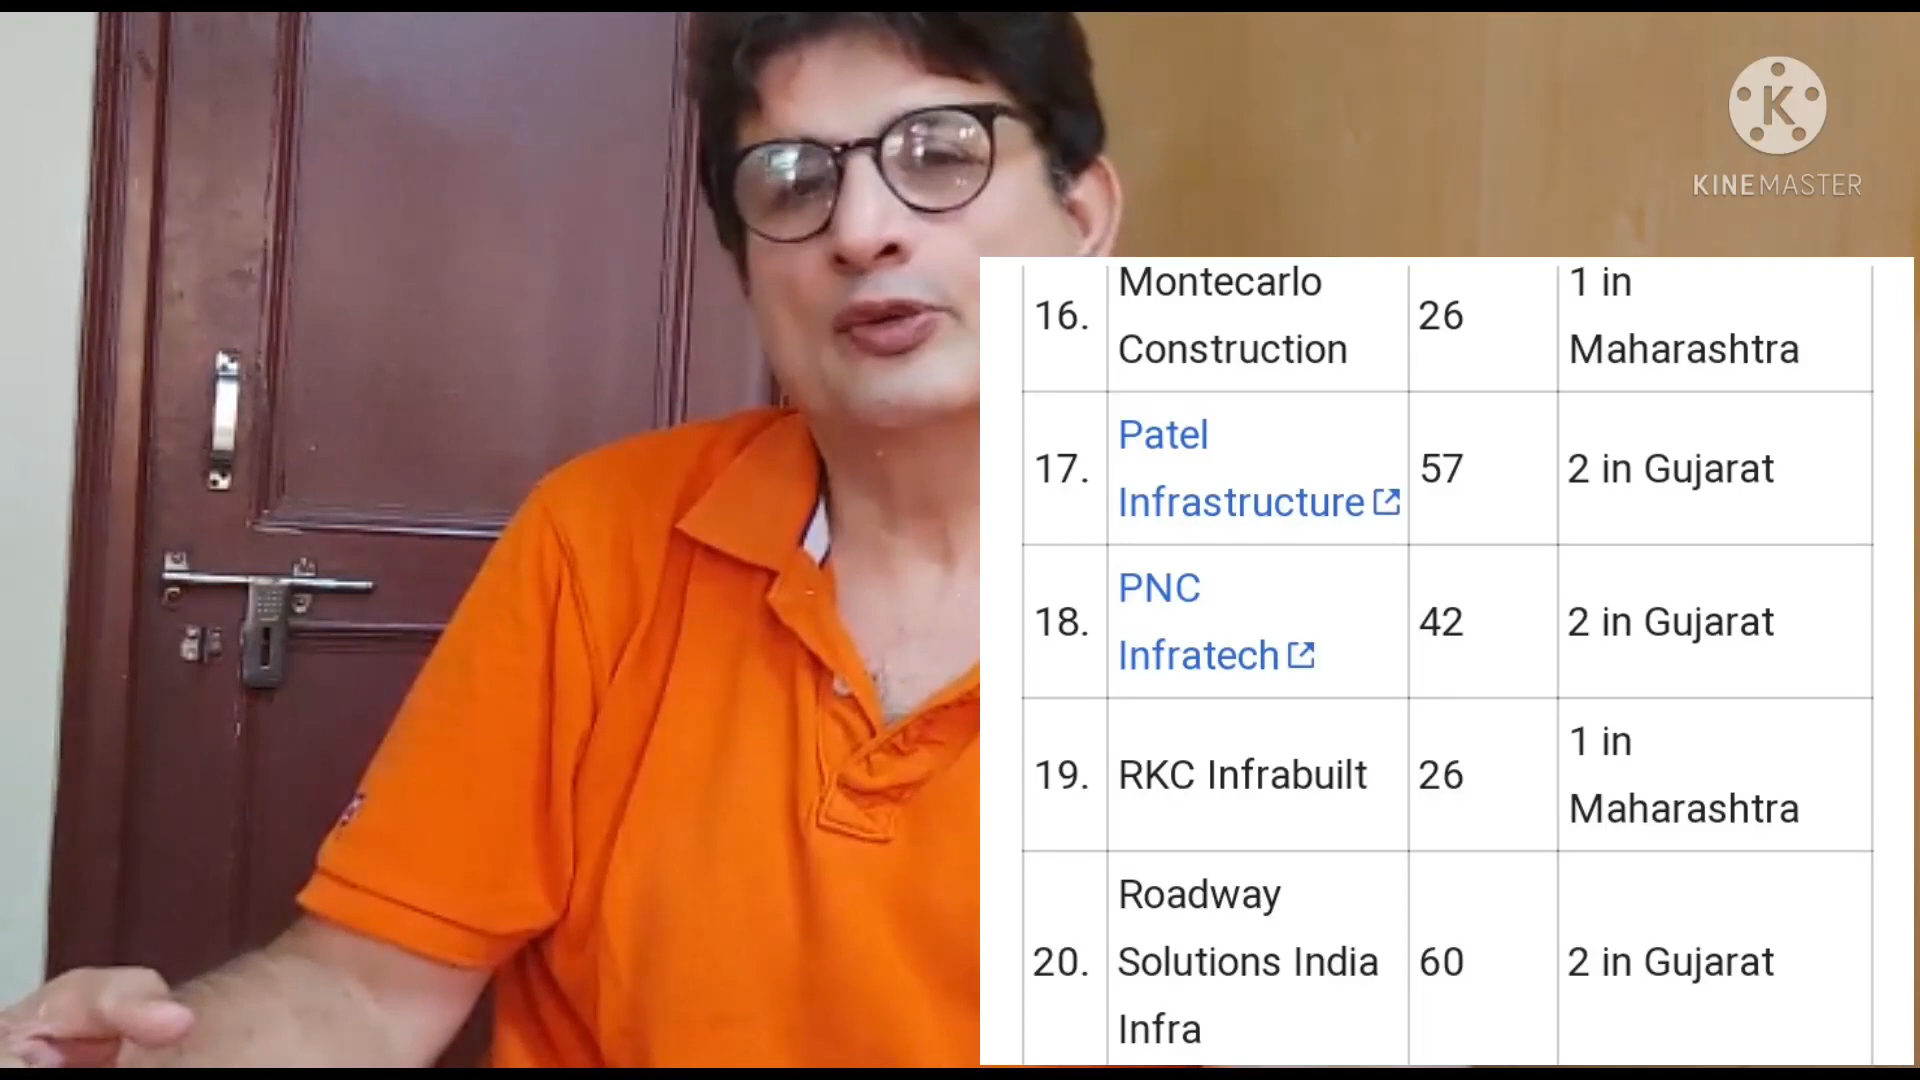 K
KINEMASTER
16. Montecarlo Construction 26 1 in Maharashtra
17. Patel Infrastructure 57 2 in Gujarat
18. PNC Infratech 42 2 in Gujarat
19. RKC Infrabuilt 26 1 in Maharashtra
20. Roadway Solutions India Infra 60 2 in Gujarat